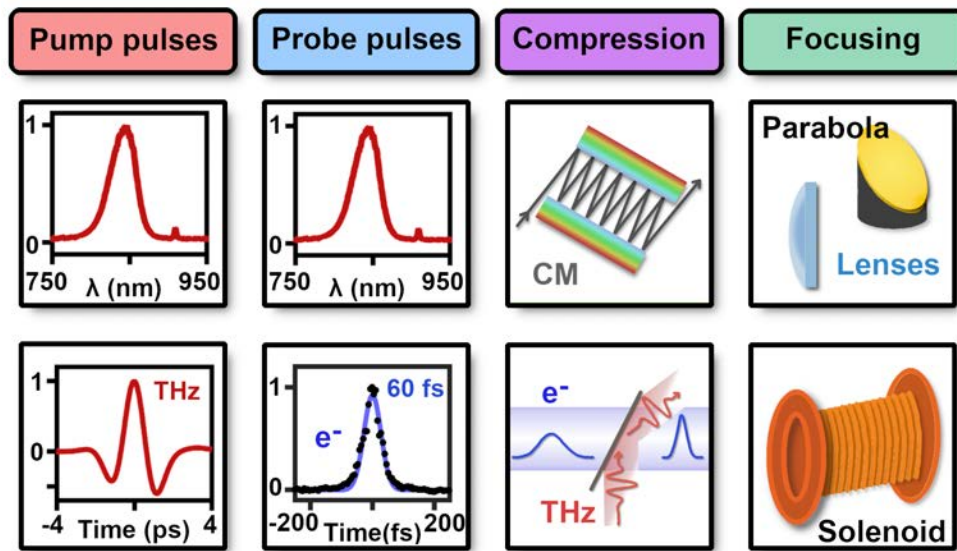 Pump pulses
Probe pulses
Compression
Focusing
1
0
750
950
λ (nm)
1
0
750
950
λ (nm)
CM
Parabola
Lenses
1
0
THz
-4
Time (ps)
4
1
0
60 fs
e-
-200
Time(fs)
200
e-
THz
Solenoid